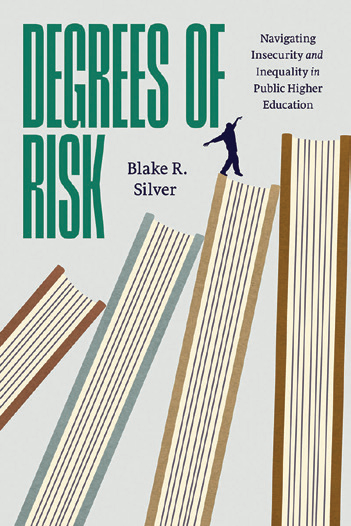 DEGREES OF
RISK
Navigating
Insecurity and
Inequality in
Public Higher
Education
Blake R.
Silver